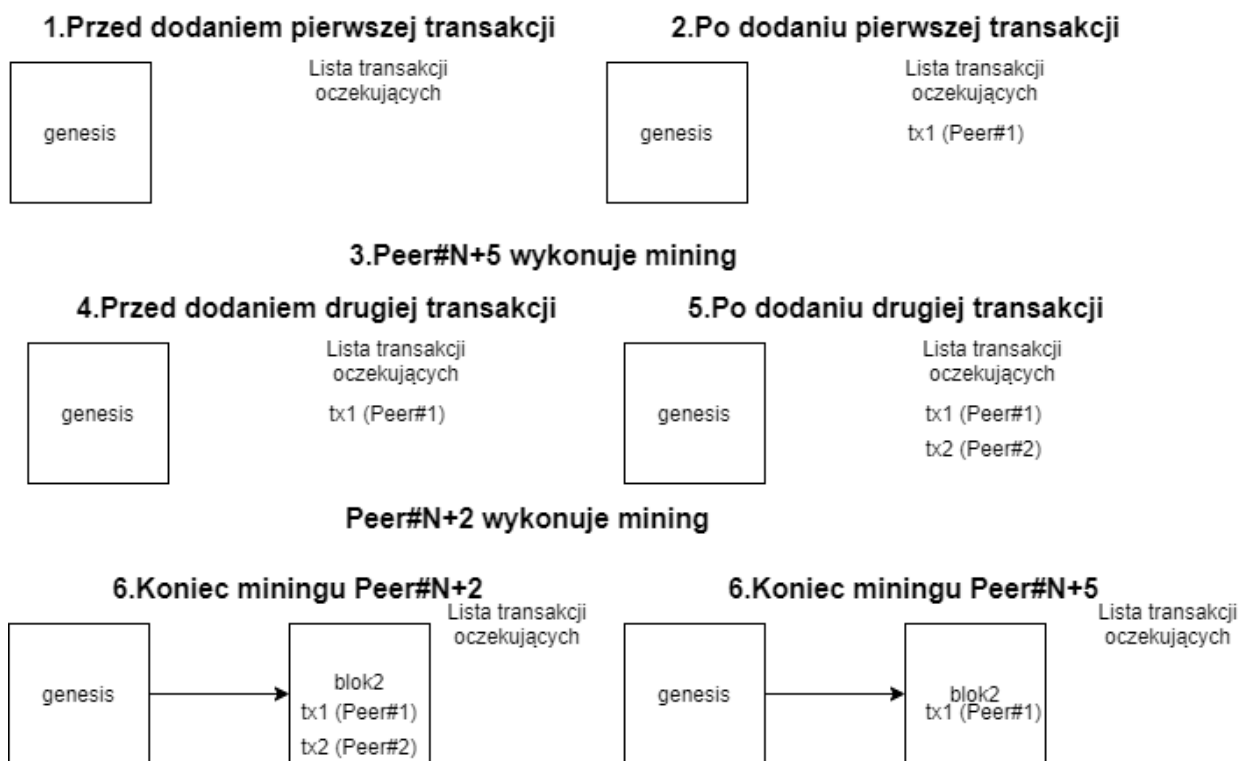 1.Przed dodaniem pierwszej transakcji
2.Po dodaniu pierwszej transakcji
genesis
Lista transakcji
oczekujących
genesis
Lista transakcji
oczekujących
tx1 (Peer#1)
3.Peer#N+5 wykonuje mining
4.Przed dodaniem drugiej transakcji
5.Po dodaniu drugiej transakcji
genesis
Lista transakcji
oczekujących
tx1 (Peer#1)
genesis
Lista transakcji
oczekujących
tx1 (Peer#1)
tx2 (Peer#2)
Peer#N+2 wykonuje mining
6.Koniec miningu Peer#N+2
6.Koniec miningu Peer#N+5
genesis
blok2
tx1 (Peer#1)
tx2 (Peer#2)
Lista transakcji
oczekujących
genesis
blok2
tx1 (Peer#1)
Lista transakcji
oczekujących